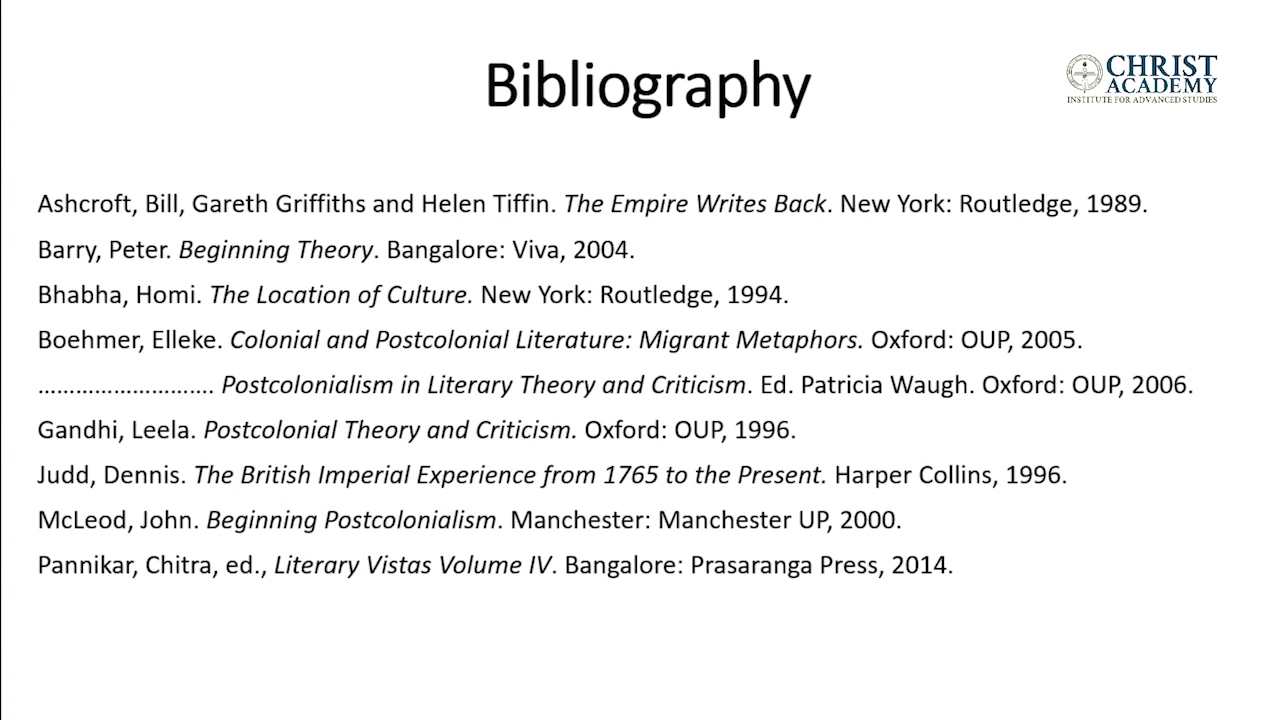 Bibliography
CHRIST
ACADEMY
INSTITUTE FOR ADVANCED STUDIES
Ashcroft, Bill, Gareth Griffiths and Helen Tiffin. The Empire Writes Back. New York: Routledge, 1989.
Barry, Peter. Beginning Theory. Bangalore: Viva, 2004.
Bhabha, Homi. The Location of Culture. New York: Routledge, 1994.
Boehmer, Elleke. Colonial and Postcolonial Literature: Migrant Metaphors. Oxford: OUP, 2005.
………………………. Postcolonialism in Literary Theory and Criticism. Ed. Patricia Waugh. Oxford: OUP, 2006.
Gandhi, Leela. Postcolonial Theory and Criticism. Oxford: OUP, 1996.
Judd, Dennis. The British Imperial Experience from 1765 to the Present. Harper Collins, 1996.
McLeod, John. Beginning Postcolonialism. Manchester: Manchester UP, 2000.
Pannikar, Chitra, ed., Literary Vistas Volume IV. Bangalore: Prasaranga Press, 2014.